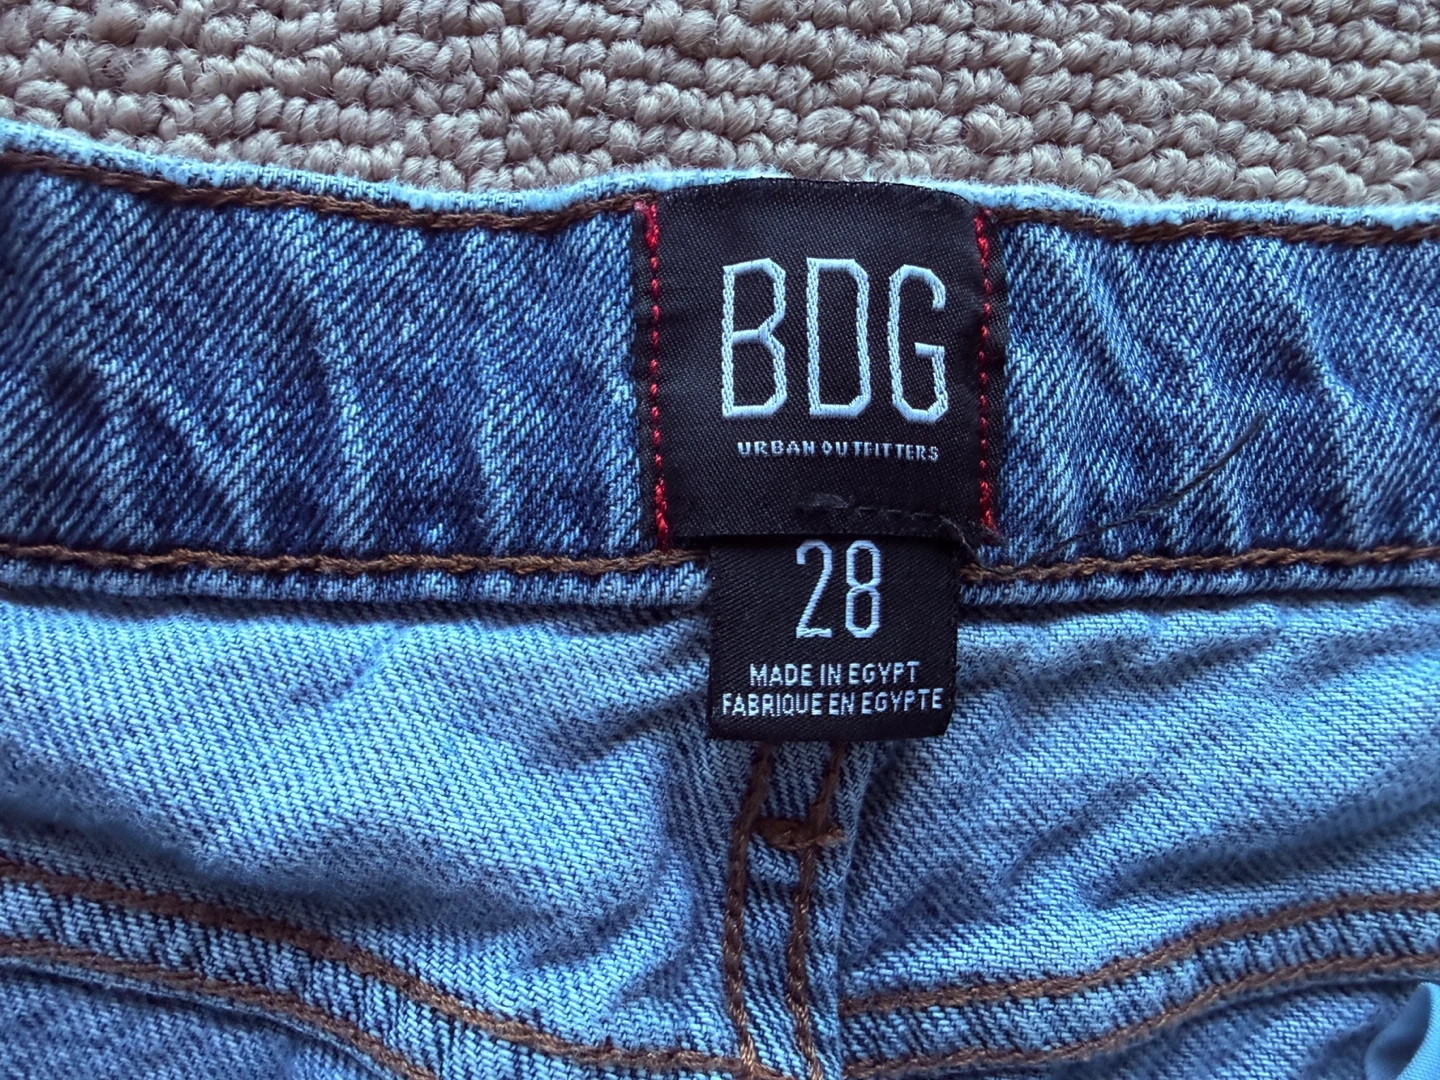 BDG
URBAN OUTFITTERS
28
MADE IN EGYPT
FABRIQUE EN EGYPTE